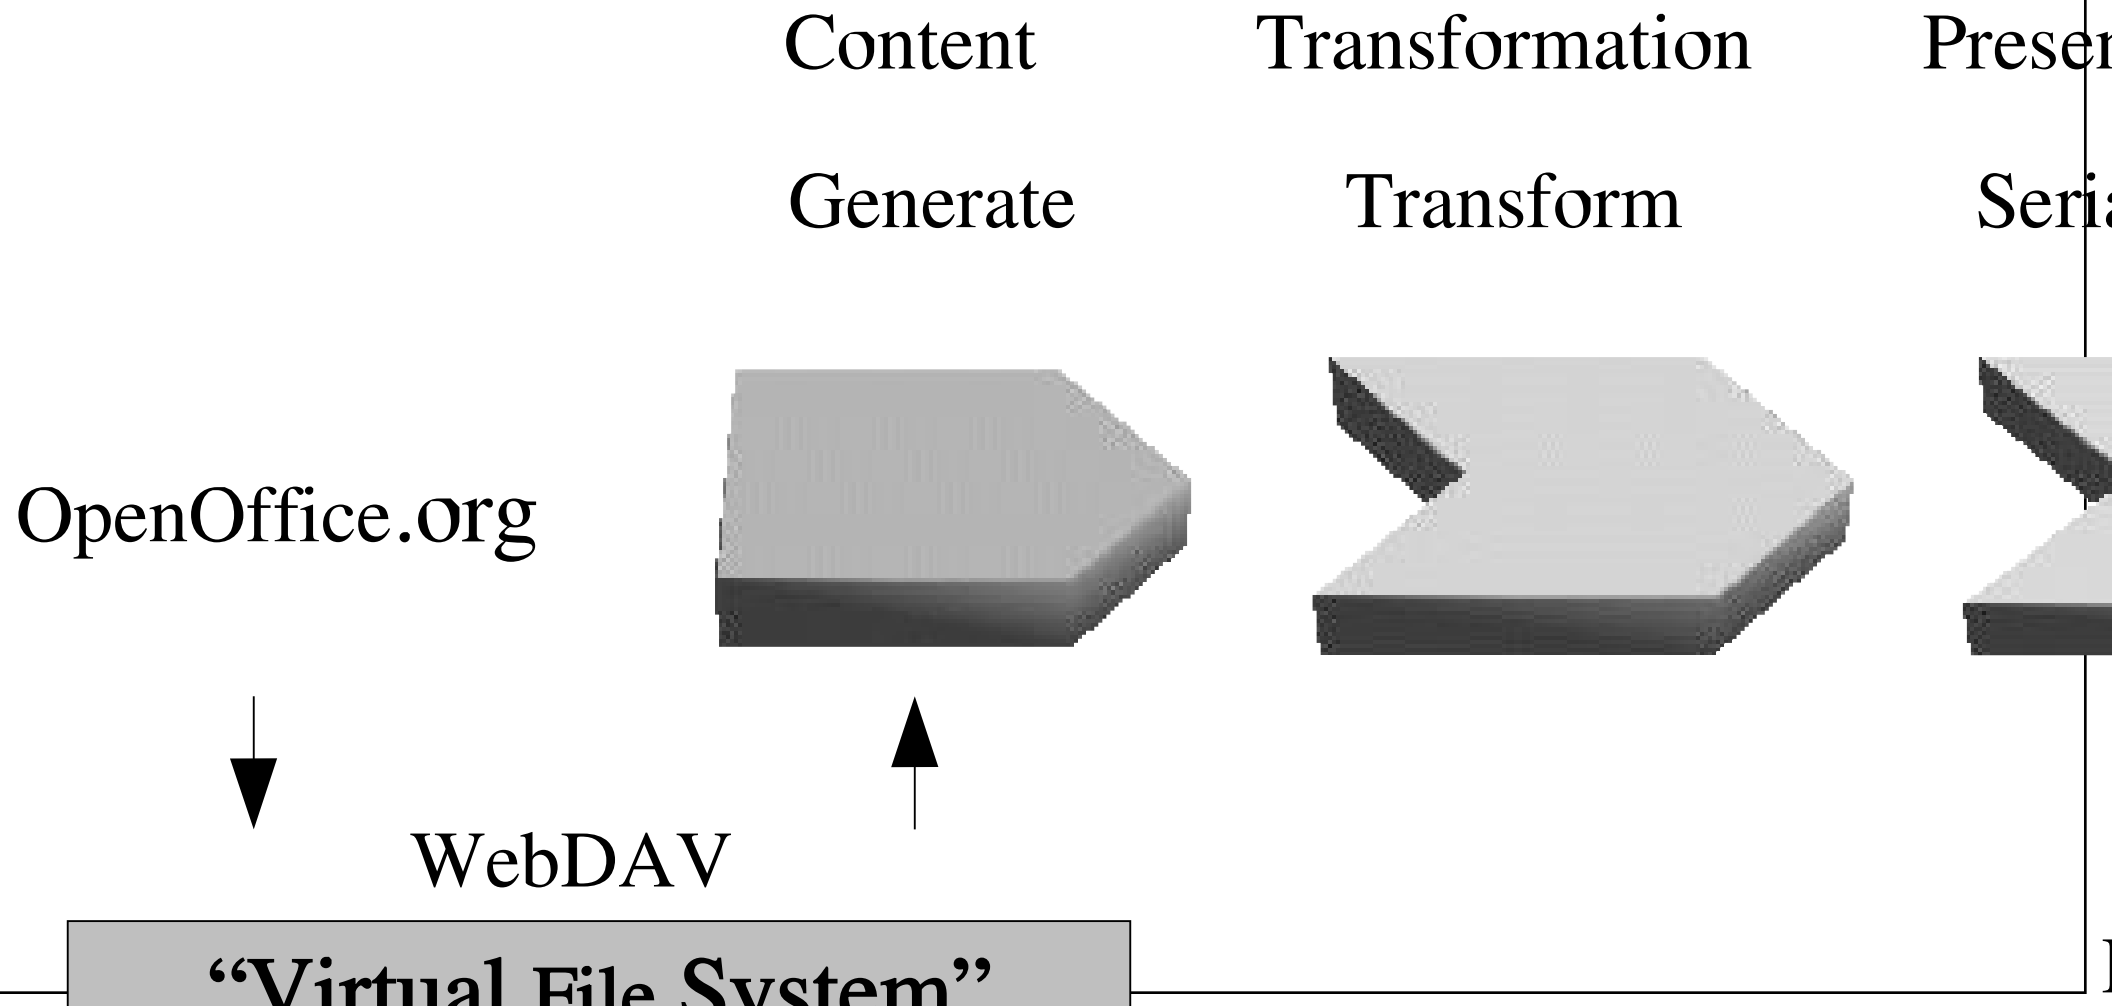 Content Transformation
Generate Transform
OpenOffice.org
WebDAV
“Virtual File System”